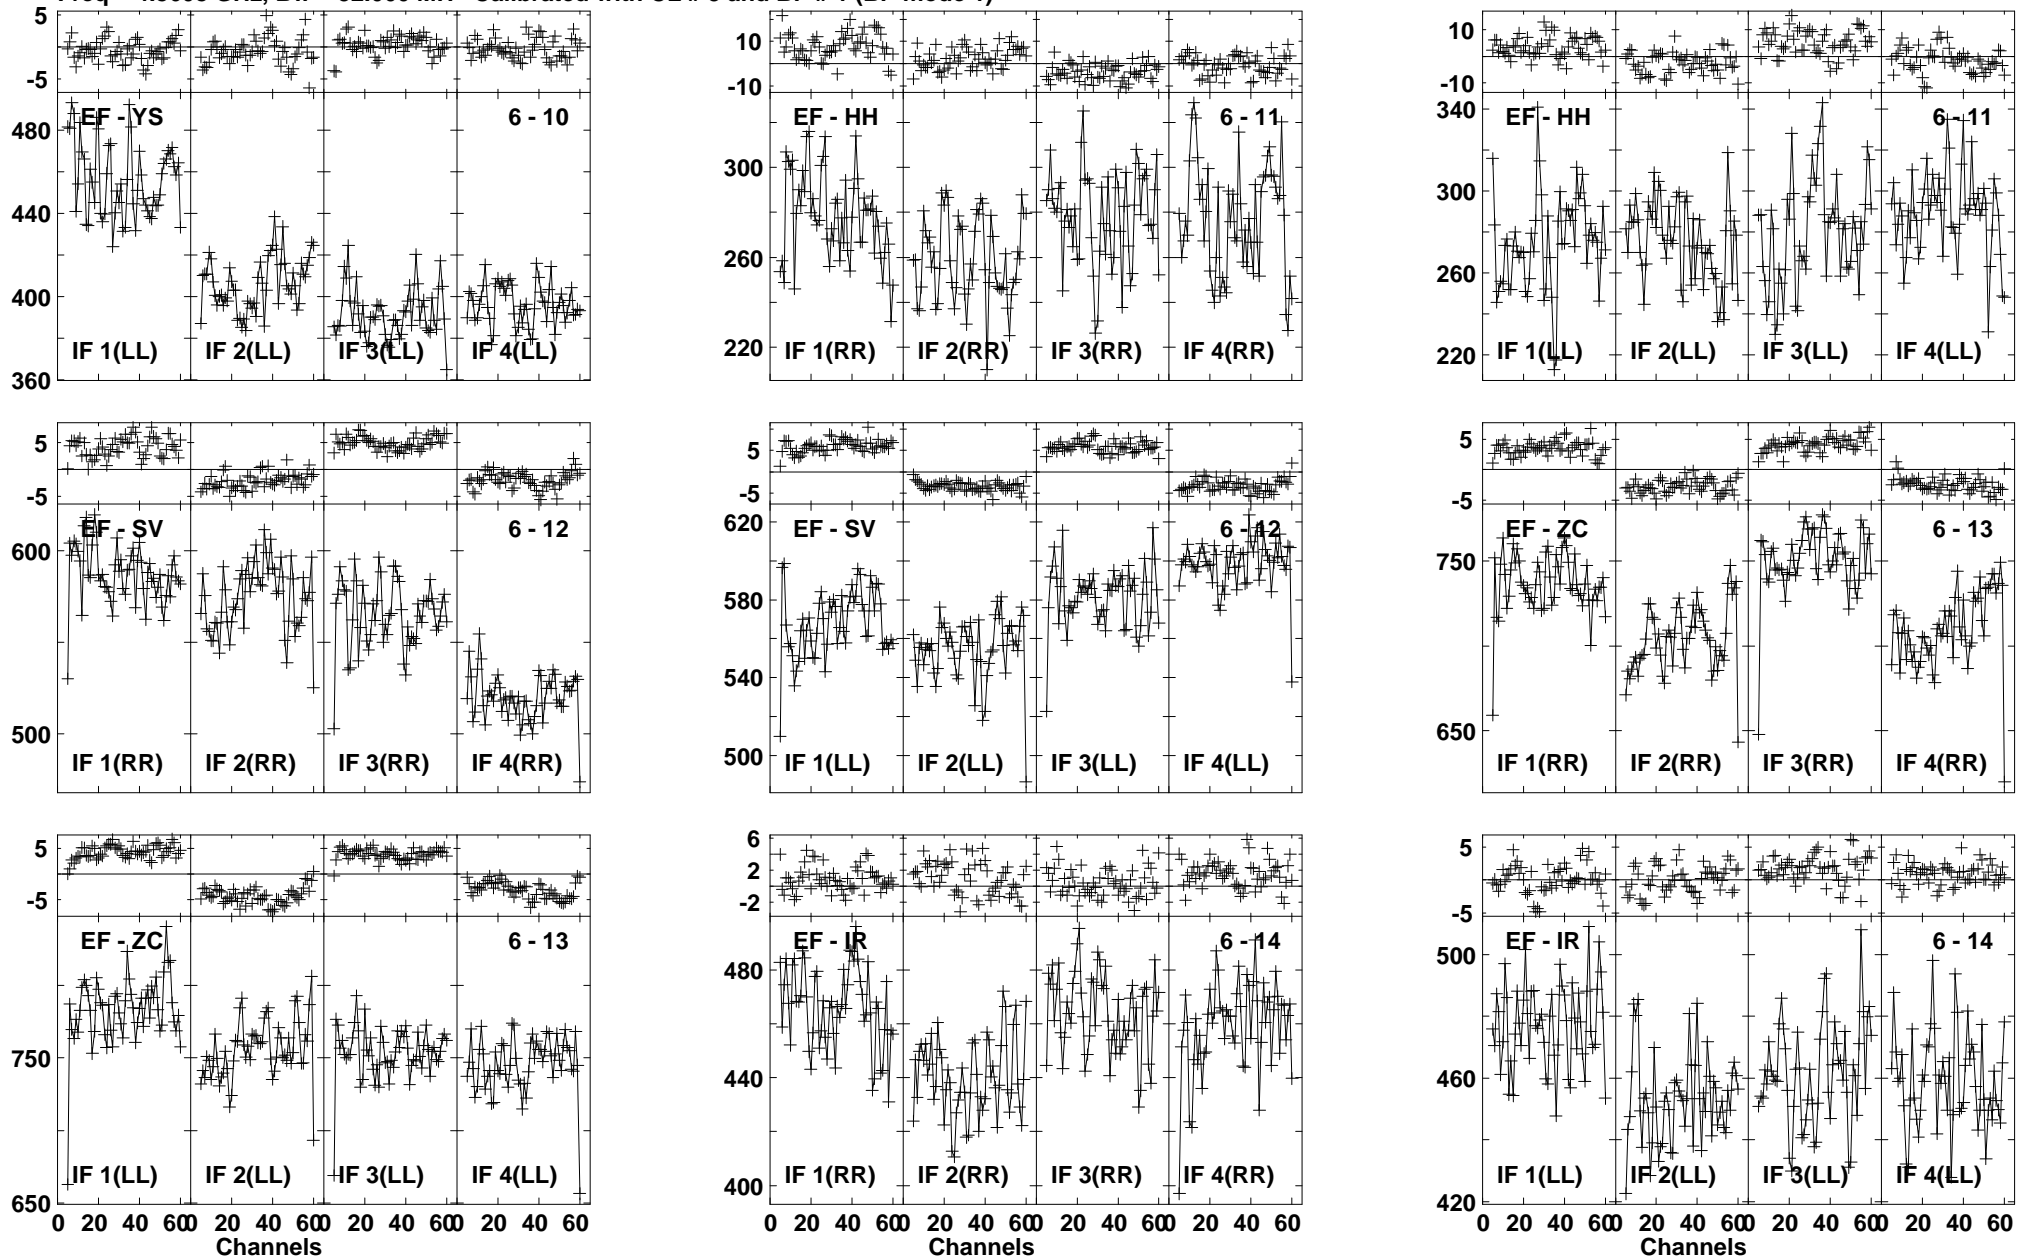 5
-5
EF - YS 6 - 10
480
440
400
360
IF 1(LL) IF 2(LL) IF 3(LL) IF 4(LL)
10
0
-10
EF - HH 6 - 11
300
260
220
IF 1(RR) IF 2(RR) IF 3(RR) IF 4(RR)
10
-10
EF - HH 6 - 11
340
300
260
220
IF 1(LL) IF 2(LL) IF 3(LL) IF 4(LL)
5
-5
EF - SV 6 - 12
600
500
IF 1(RR) IF 2(RR) IF 3(RR) IF 4(RR)
5
-5
EF - SV 6 - 12
620
580
540
500
IF 1(LL) IF 2(LL) IF 3(LL) IF 4(LL)
5
-5
EF - ZC 6 - 13
750
650
IF 1(RR) IF 2(RR) IF 3(RR) IF 4(RR)
5
-5
EF - ZC 6 - 13
750
650
IF 1(LL) IF 2(LL) IF 3(LL) IF 4(LL)
0 20 40 60 0 20 40 60 0 20 40 60 0 20 40 60
Channels
6
2
-2
EF - IR 6 - 14
480
440
400
IF 1(RR) IF 2(RR) IF 3(RR) IF 4(RR)
0 20 40 60 0 20 40 60 0 20 40 60 0 20 40 60
Channels
5
-5
EF - IR 6 - 14
500
460
420
IF 1(LL) IF 2(LL) IF 3(LL) IF 4(LL)
0 20 40 60 0 20 40 60 0 20 40 60 0 20 40 60
Channels